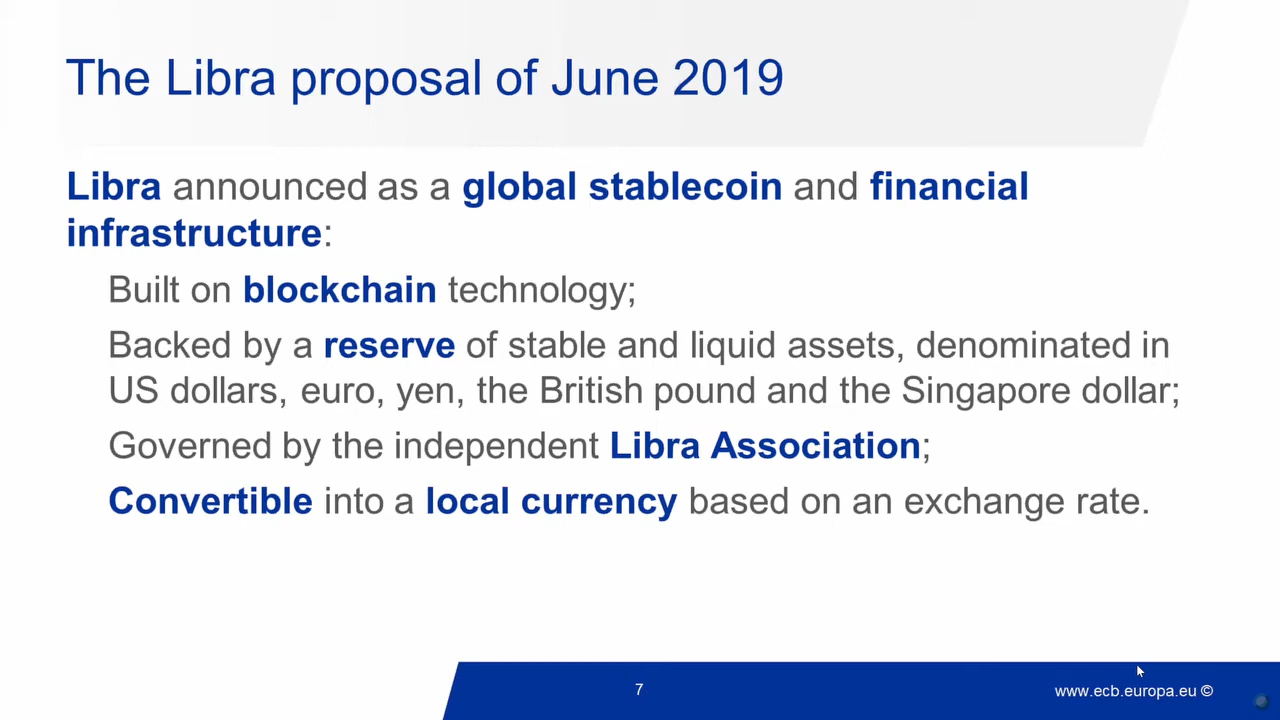 The Libra proposal of June 2019
Libra announced as a global stablecoin and financial
infrastructure:
Built on blockchain technology;
Backed by a reserve of stable and liquid assets, denominated in
US dollars, euro, yen, the British pound and the Singapore dollar;
Governed by the independent Libra Association;
Convertible into a local currency based on an exchange rate.
7
www.ecb.europa.eu ©